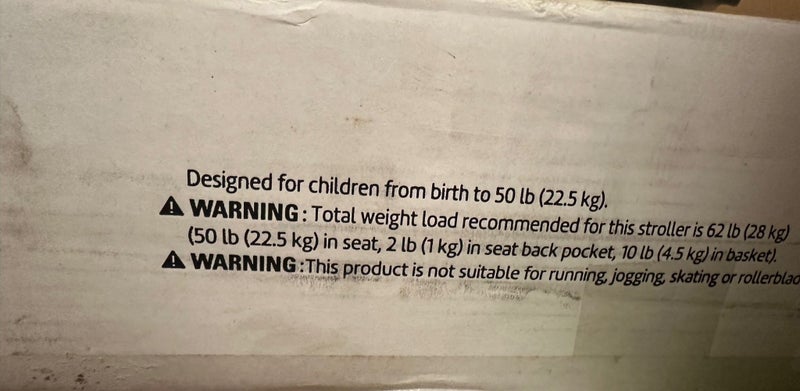 Designed for children from birth to 50 lb (22.5 kg).
⚠ WARNING: Total weight load recommended for this stroller is 62 lb (28 kg)
(50 lb (22.5 kg) in seat, 2 lb (1 kg) in seat back pocket, 10 lb (4.5 kg) in basket).
⚠ WARNING: This product is not suitable for running, jogging, skating or